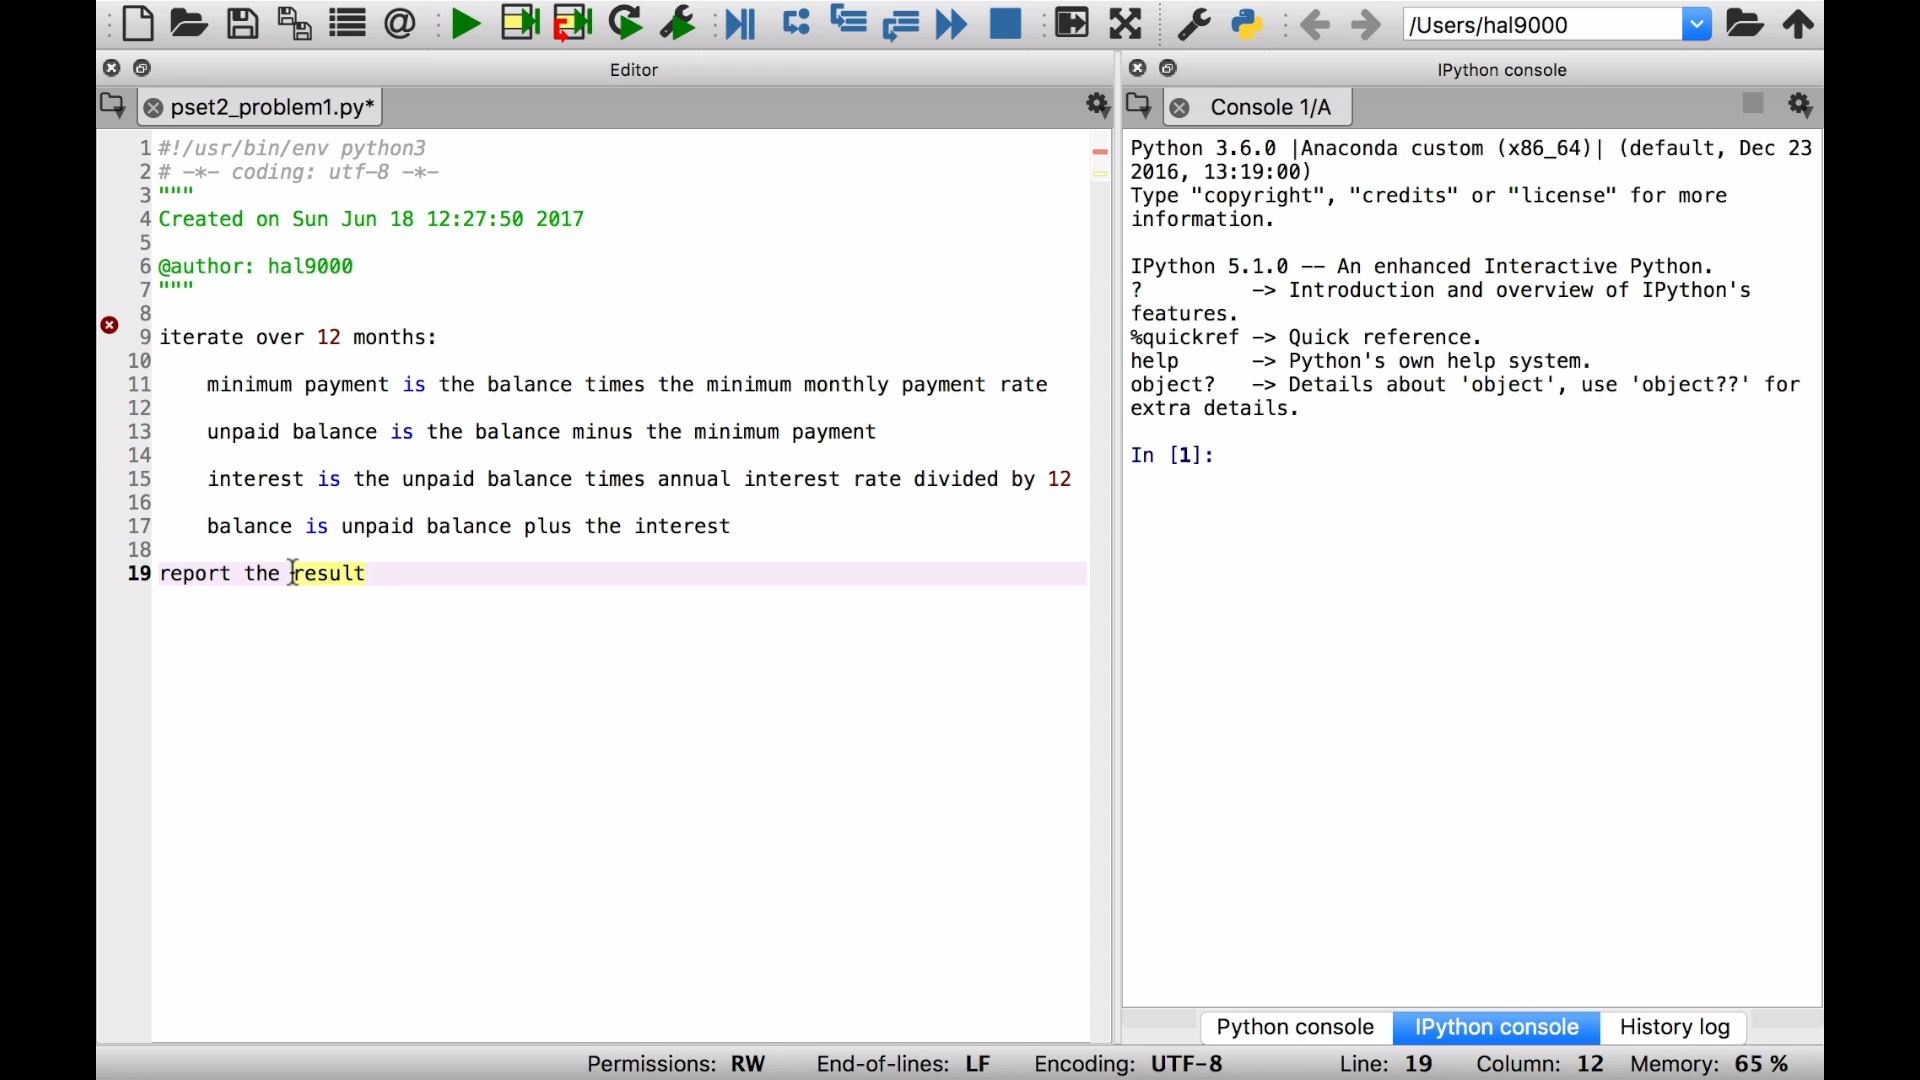 /Users/hal9000
Editor
IPython console
pset2_problem1.py*
Console 1/A
1 #!/usr/bin/env python3
2 # -*- coding: utf-8 -*-
3 """
4 Created on Sun Jun 18 12:27:50 2017
5
6 @author: hal9000
7 """
8
9 iterate over 12 months:
10
11 minimum payment is the balance times the minimum monthly payment rate
12
13 unpaid balance is the balance minus the minimum payment
14
15 interest is the unpaid balance times annual interest rate divided by 12
16
17 balance is unpaid balance plus the interest
18
19 report the result
Python 3.6.0 |Anaconda custom (x86_64)| (default, Dec 23
2016, 13:19:00)
Type "copyright", "credits" or "license" for more
information.
IPython 5.1.0 -- An enhanced Interactive Python.
? -> Introduction and overview of IPython's
features.
%quickref -> Quick reference.
help -> Python's own help system.
object? -> Details about 'object', use 'object??' for
extra details.
In [1]:
Python console
IPython console
History log
Permissions: RW End-of-lines: LF Encoding: UTF-8 Line: 19 Column: 12 Memory: 65 %